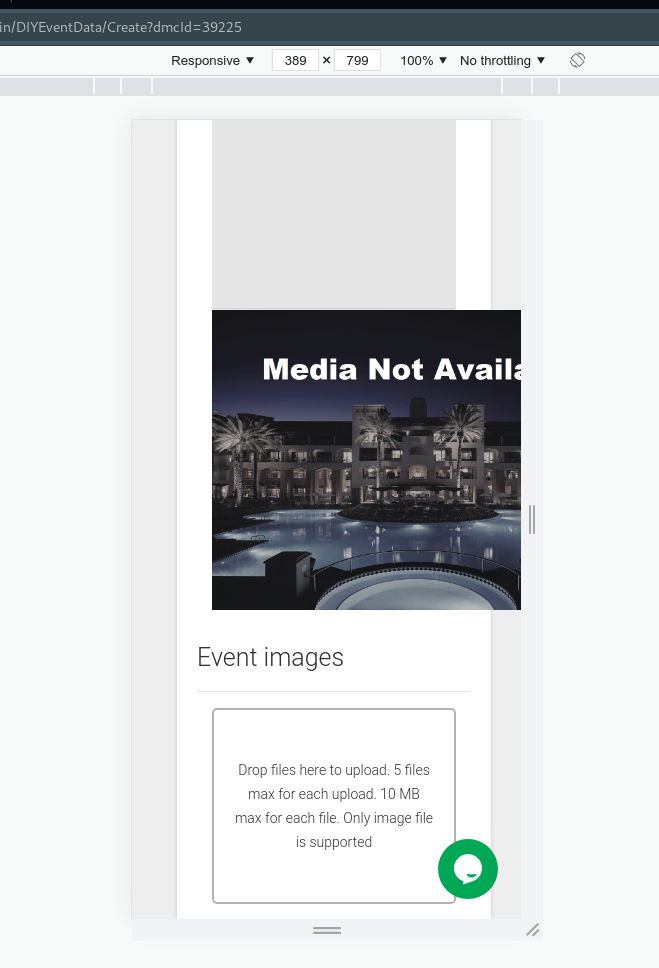 in/DIYEventData/Create?dmcId=39225
Responsive ▼ 389 × 799 100% ▼ No throttling ▼
Media Not Availa
Event images
Drop files here to upload. 5 files
max for each upload. 10 MB
max for each file. Only image file
is supported